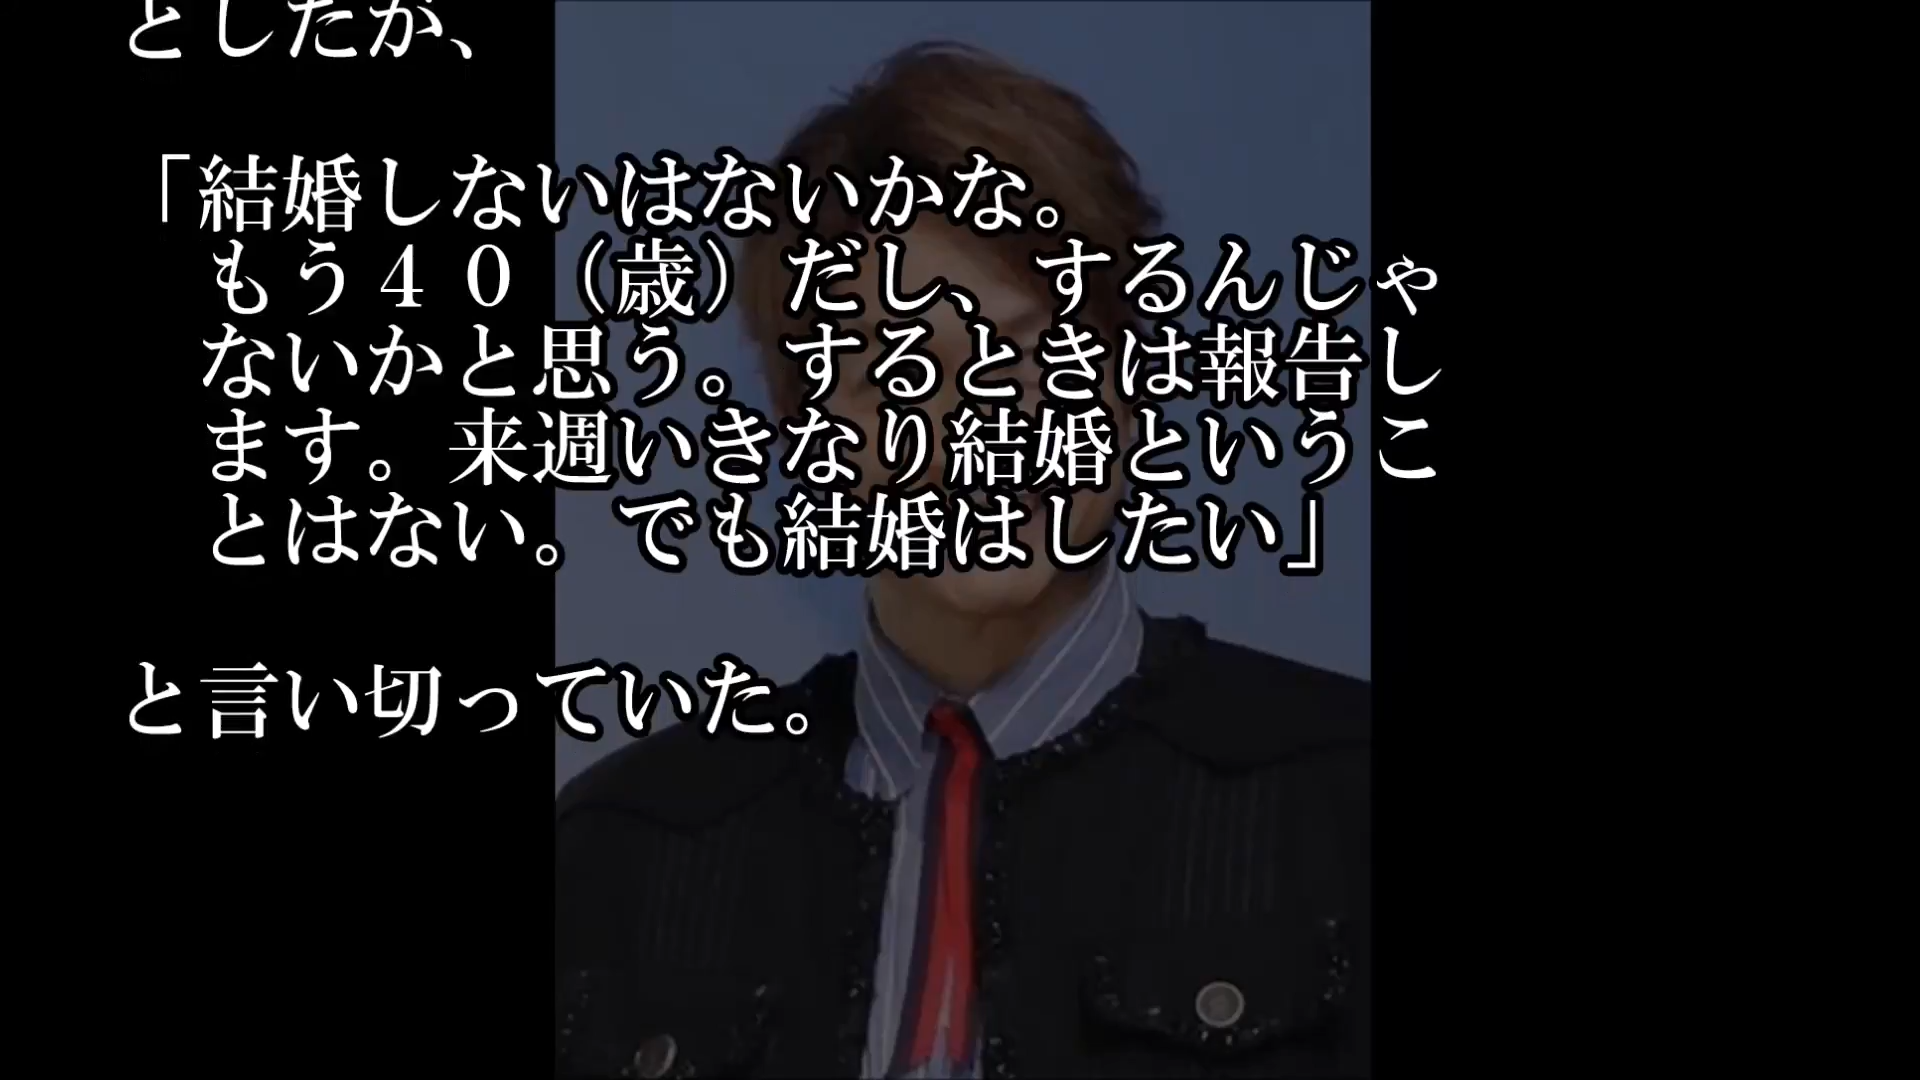 としたが、
「結婚しないはないかな。
もう４０（歳）だし、するんじゃ
ないかと思う。するときは報告し
ます。来週いきなり結婚というこ
とはない。でも結婚はしたい」
と言い切っていた。